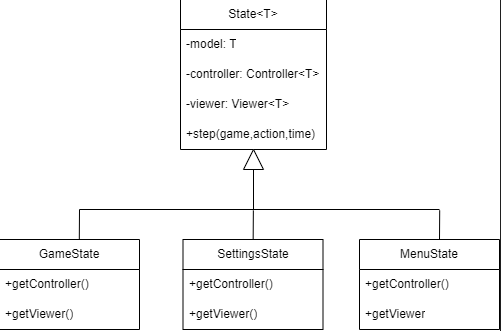 State<T>
-model: T
-controller: Controller<T>
-viewer: Viewer<T>
+step(game,action,time)
GameState
+getController()
+getViewer()
SettingsState
+getController()
+getViewer()
MenuState
+getController()
+getViewer